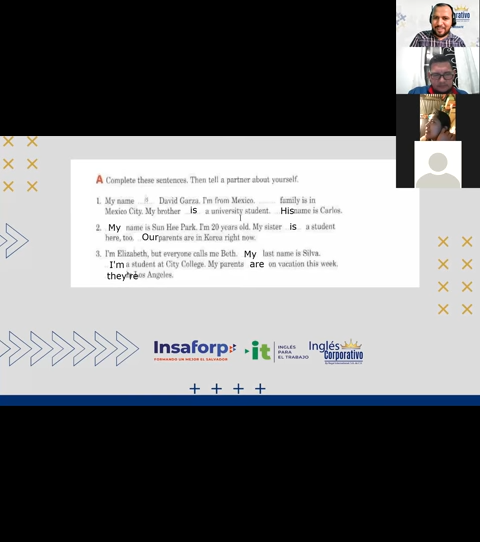 Inglés
Corporativo
A Complete these sentences. Then tell a partner about yourself.
1. My name is David Garza. I'm from Mexico. family is in
Mexico City. My brother is a university student. His name is Carlos.
2. My name is Sun Hee Park. I'm 20 years old. My sister is a student
here, too. Our parents are in Korea right now.
3. I'm Elizabeth, but everyone calls me Beth. My last name is Silva.
I'm a student at City College. My parents are on vacation this week.
they're in Los Angeles.
Insaforp
FORMANDO UN MEJOR EL SALVADOR
it
INGLÉS
PARA
EL TRABAJO
Inglés
Corporativo